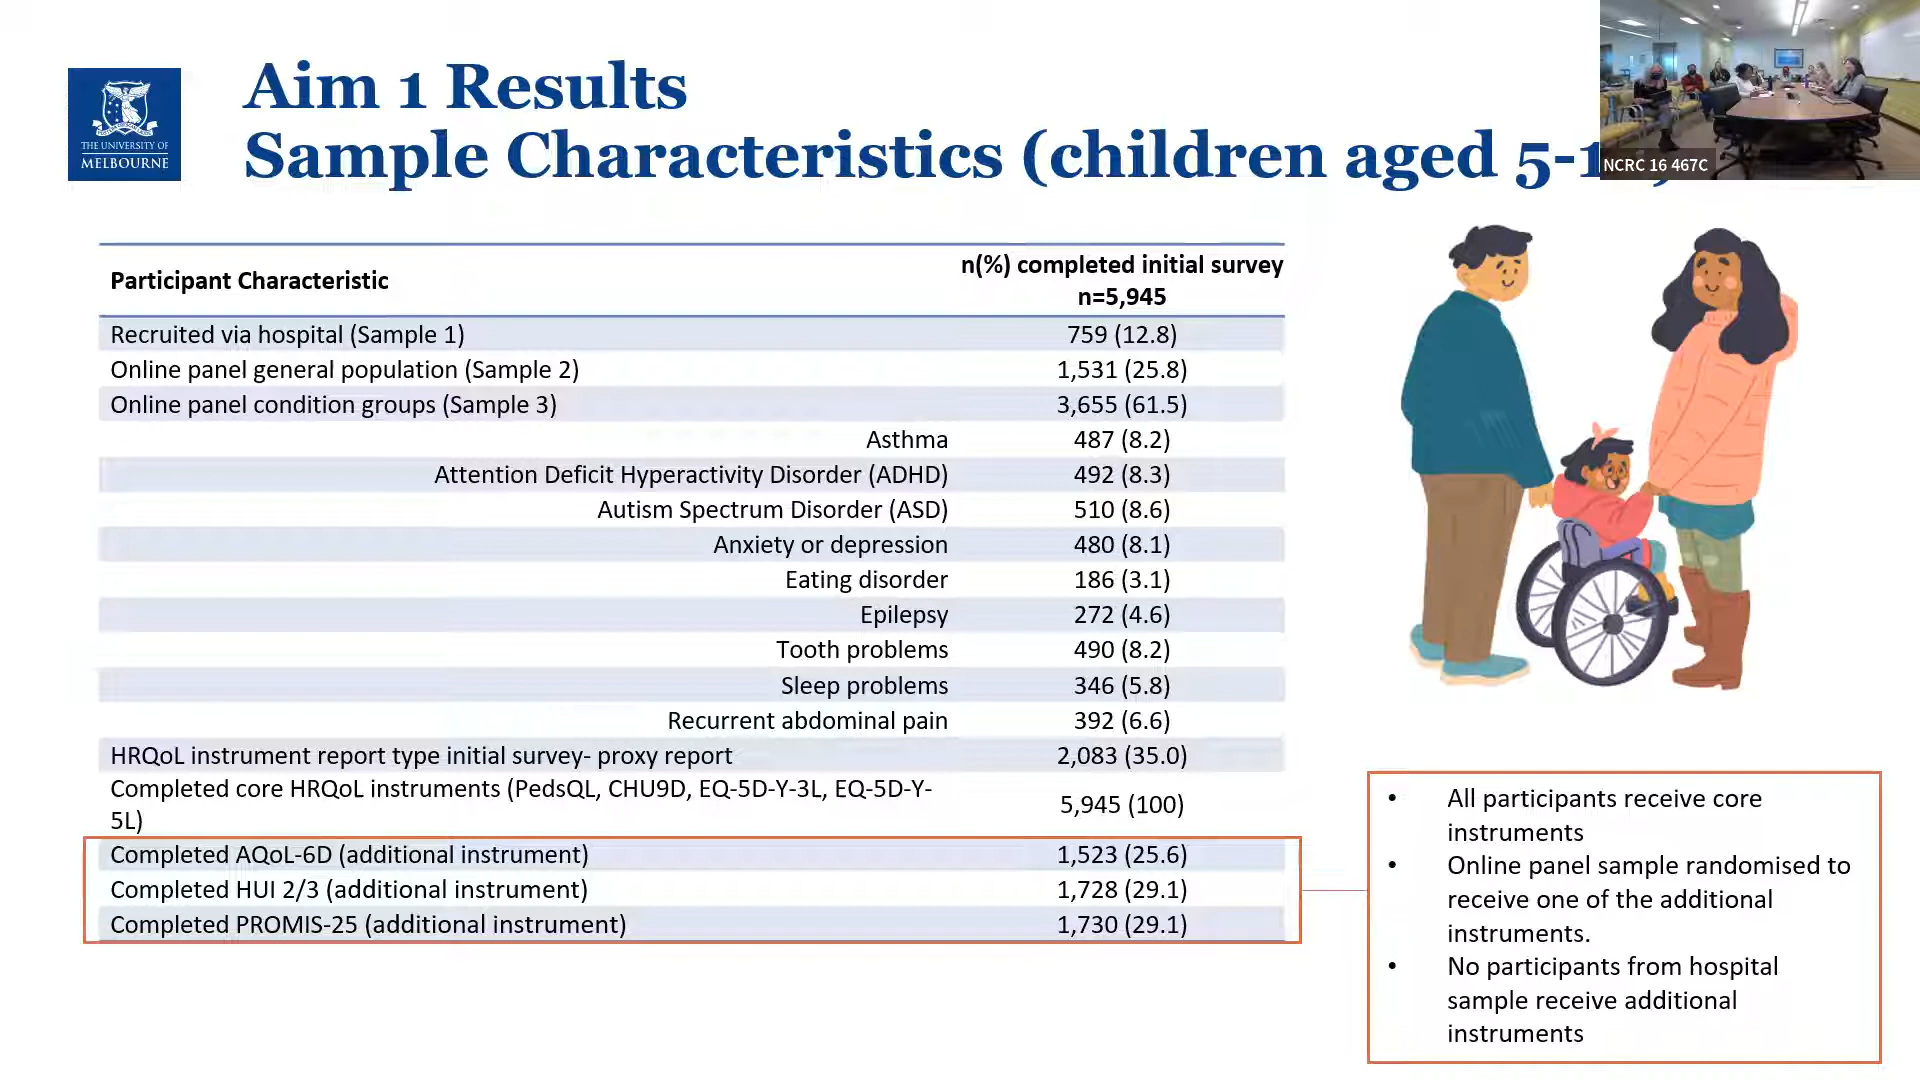 THE UNIVERSITY OF
MELBOURNE
Aim 1 Results
Sample Characteristics (children aged 5-1
NCRC 16 467C
Participant Characteristic
n(%) completed initial survey
n=5,945
Recruited via hospital (Sample 1) 759 (12.8)
Online panel general population (Sample 2) 1,531 (25.8)
Online panel condition groups (Sample 3) 3,655 (61.5)
Asthma 487 (8.2)
Attention Deficit Hyperactivity Disorder (ADHD) 492 (8.3)
Autism Spectrum Disorder (ASD) 510 (8.6)
Anxiety or depression 480 (8.1)
Eating disorder 186 (3.1)
Epilepsy 272 (4.6)
Tooth problems 490 (8.2)
Sleep problems 346 (5.8)
Recurrent abdominal pain 392 (6.6)
HRQoL instrument report type initial survey- proxy report 2,083 (35.0)
Completed core HRQoL instruments (PedsQL, CHU9D, EQ-5D-Y-3L, EQ-5D-Y-
5L) 5,945 (100)
Completed AQoL-6D (additional instrument) 1,523 (25.6)
Completed HUI 2/3 (additional instrument) 1,728 (29.1)
Completed PROMIS-25 (additional instrument) 1,730 (29.1)
• All participants receive core
instruments
• Online panel sample randomised to
receive one of the additional
instruments.
• No participants from hospital
sample receive additional
instruments